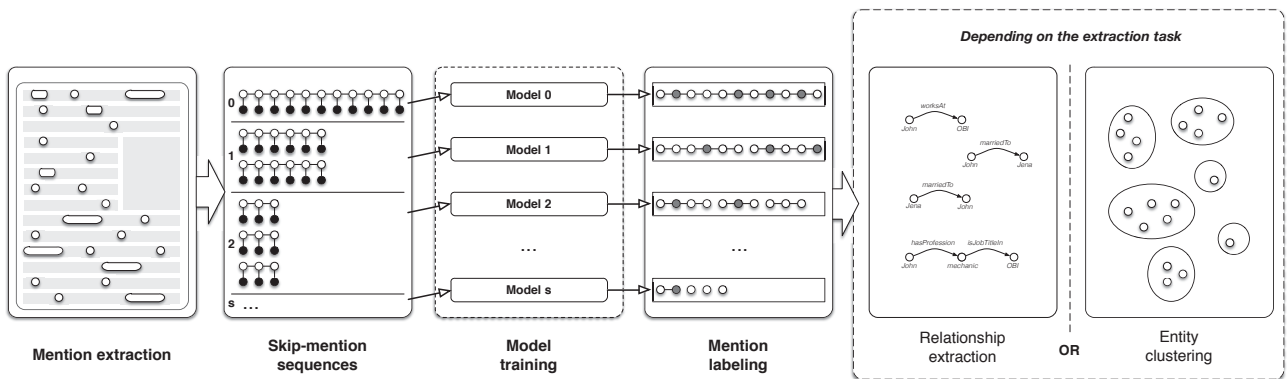 Depending on the extraction task
0
1
2
s ...
Model 0
Model 1
Model 2
...
Model s
...
worksAt
John
OBI
marriedTo
John
Jena
marriedTo
Jena
John
hasProfession
isJobTitleIn
John
mechanic
OBI
Mention extraction
Skip-mention
sequences
Model
training
Mention
labeling
Relationship
extraction
OR
Entity
clustering